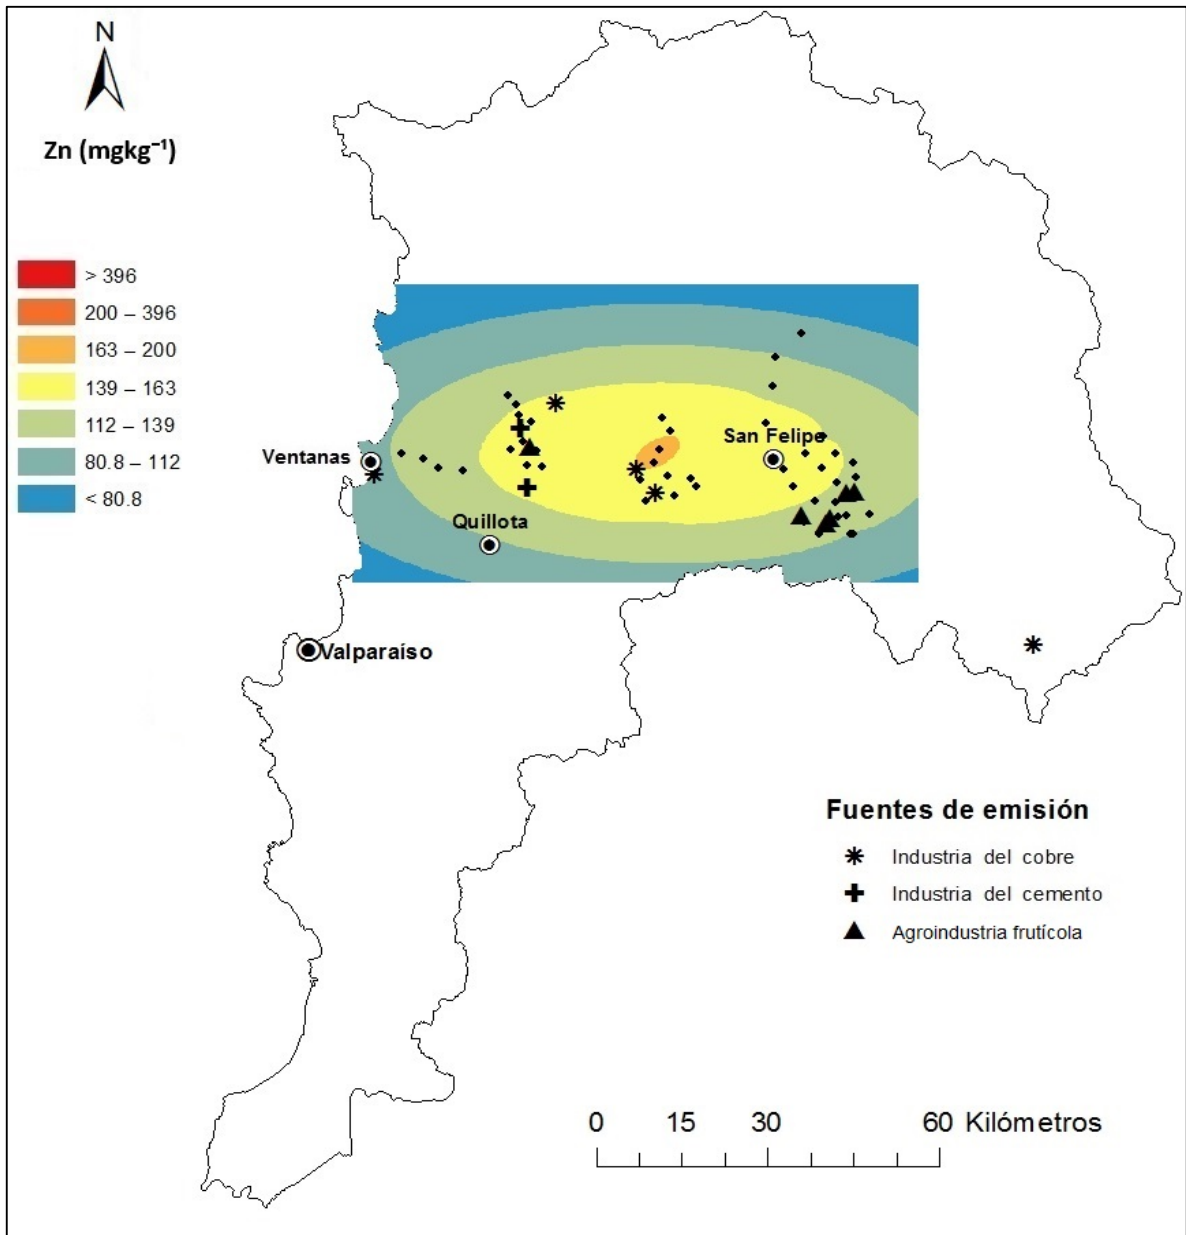 N
Zn (mgkg⁻¹)
> 396
200 – 396
163 – 200
139 – 163
112 – 139
80.8 – 112
< 80.8
San Felipe
Ventanas
Quillota
Valparaíso
Fuentes de emisión
Industria del cobre
Industria del cemento
Agroindustria frutícola
0 15 30 60 Kilómetros